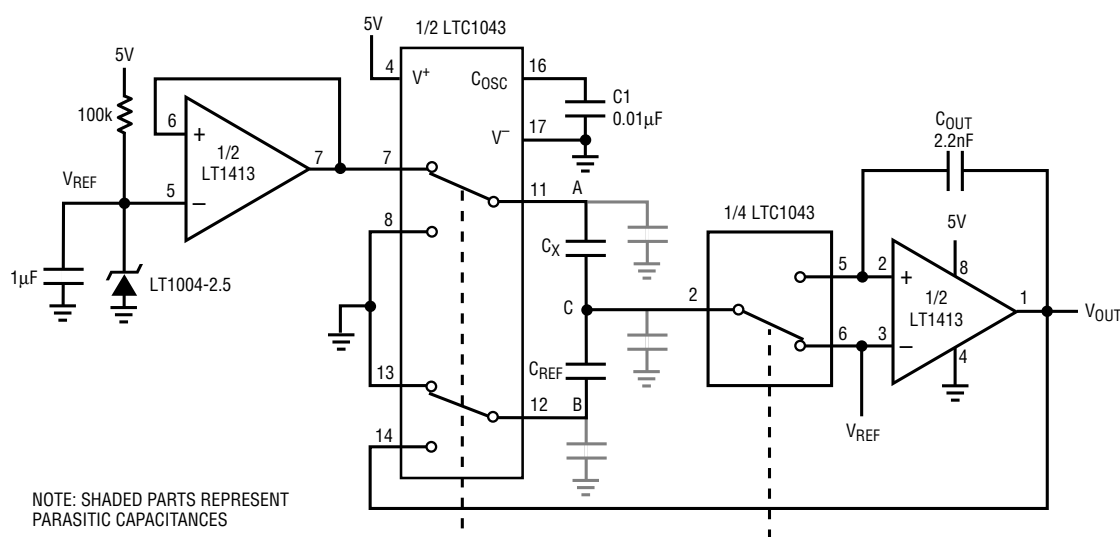 1/2 LTC1043
5V
5V
4
V+
COSC
16
C1
0.01µF
V–
17
100k
6
+
1/2
LT1413
7
7
VREF
5
–
11
A
8
1µF
LT1004-2.5
CX
C
2
CREF
13
12
B
14
1/4 LTC1043
5
6
COUT
2.2nF
5V
2
+
8
1/2
LT1413
1
VOUT
3
–
4
VREF
NOTE: SHADED PARTS REPRESENT
PARASITIC CAPACITANCES